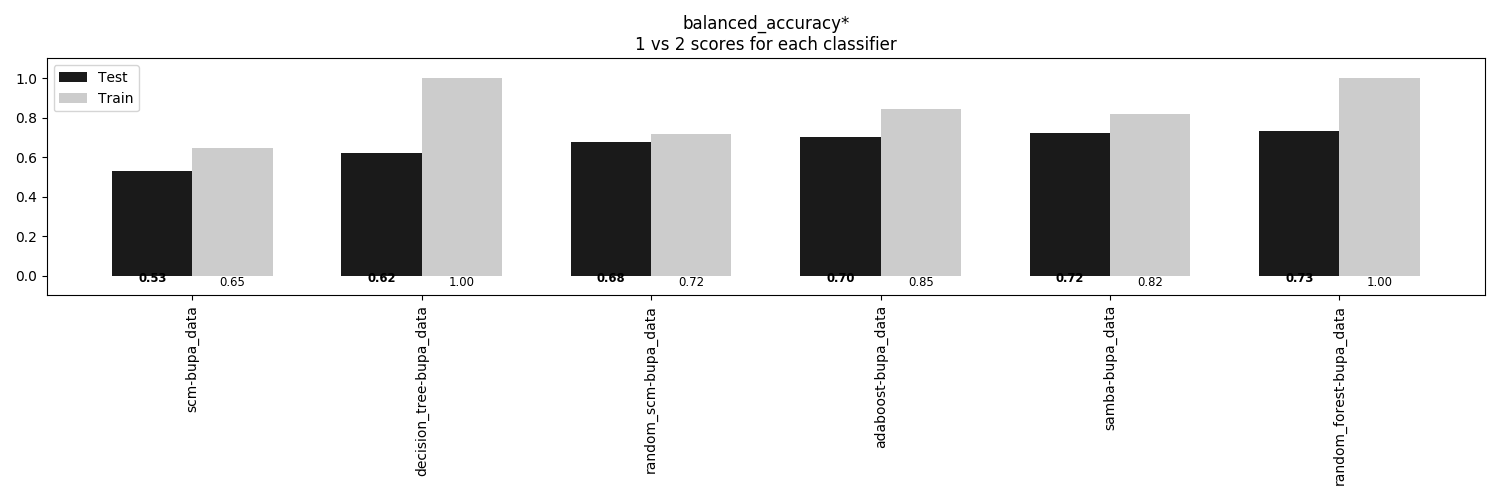 balanced_accuracy*
1 vs 2 scores for each classifier
Test
Train
1.0
0.8
0.6
0.4
0.2
0.0
0.53
0.65
0.62
1.00
0.68
0.72
0.70
0.85
0.72
0.82
0.73
1.00
scm-bupa_data
decision_tree-bupa_data
random_scm-bupa_data
adaboost-bupa_data
samba-bupa_data
random_forest-bupa_data